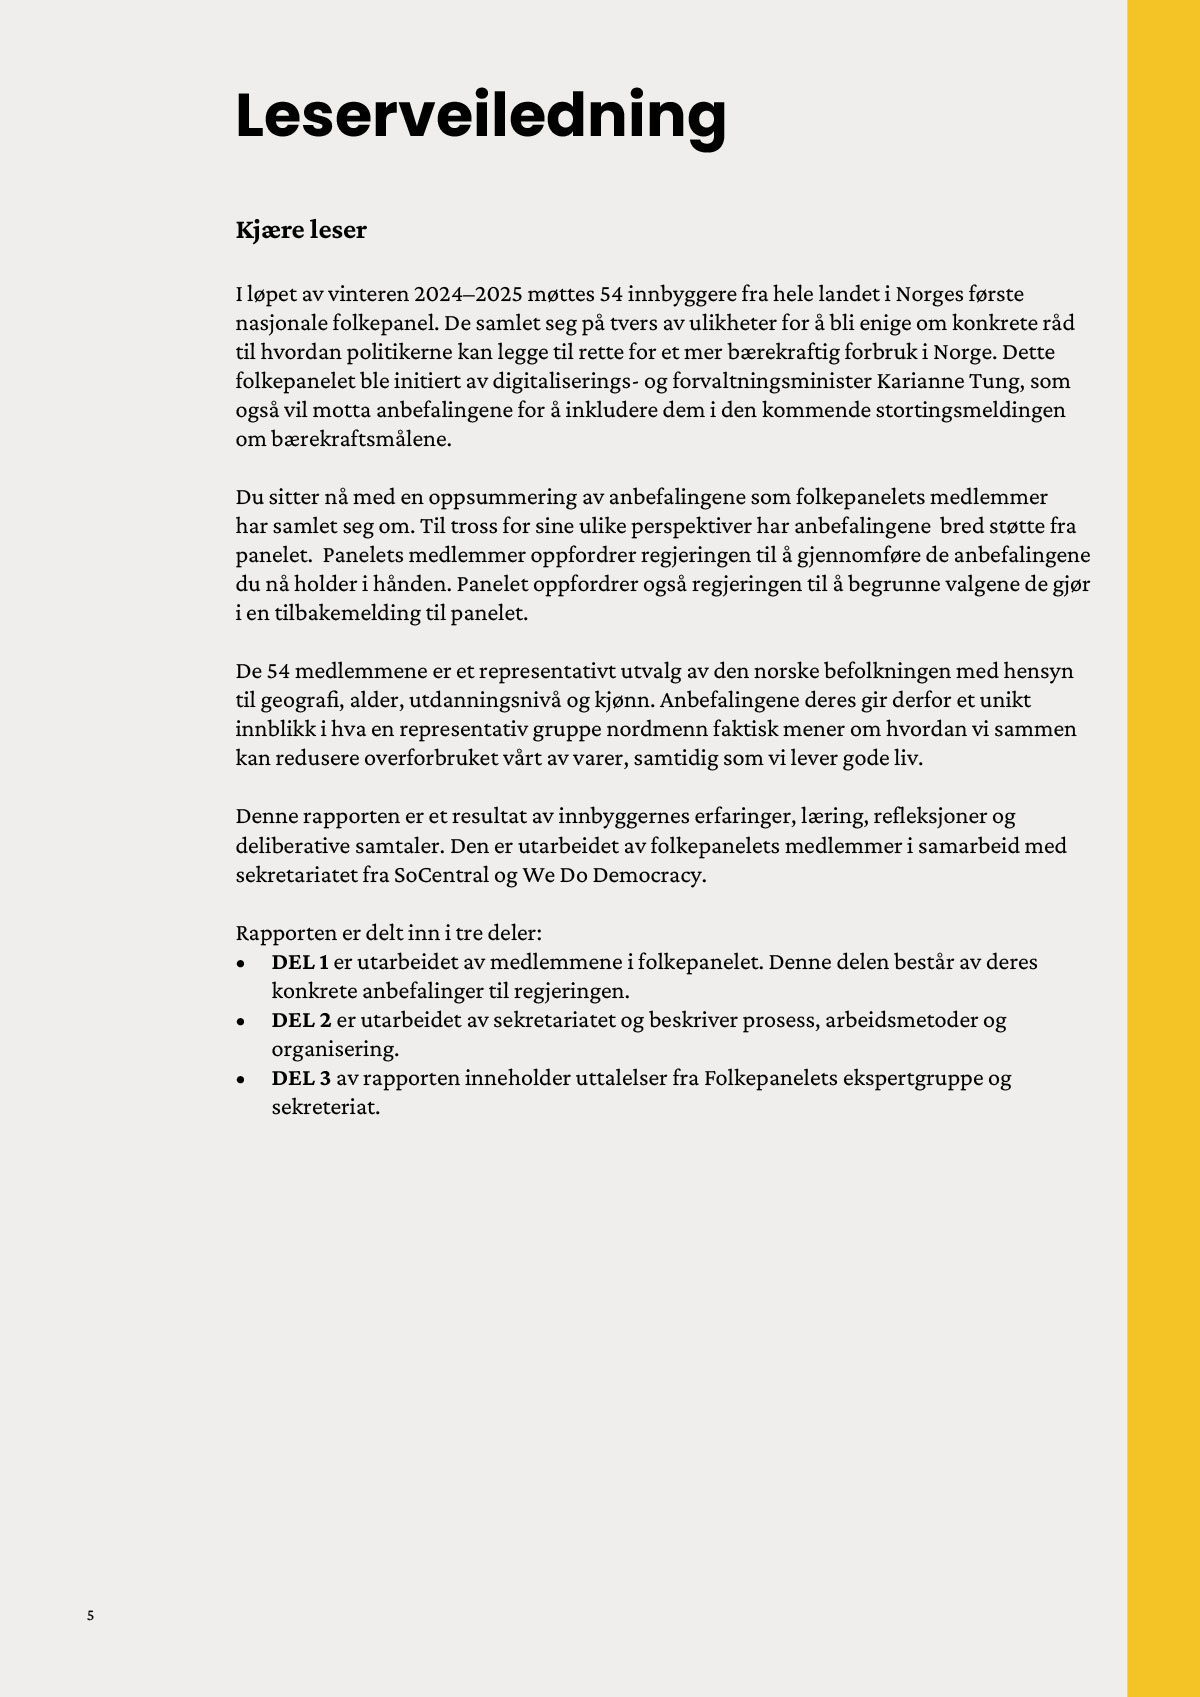 Leserveiledning
Kjære leser
I løpet av vinteren 2024–2025 møttes 54 innbyggere fra hele landet i Norges første
nasjonale folkepanel. De samlet seg på tvers av ulikheter for å bli enige om konkrete råd
til hvordan politikerne kan legge til rette for et mer bærekraftig forbruk i Norge. Dette
folkepanelet ble initiert av digitaliserings- og forvaltningsminister Karianne Tung, som
også vil motta anbefalingene for å inkludere dem i den kommende stortingsmeldingen
om bærekraftsmålene.
Du sitter nå med en oppsummering av anbefalingene som folkepanelets medlemmer
har samlet seg om. Til tross for sine ulike perspektiver har anbefalingene  bred støtte fra
panelet.  Panelets medlemmer oppfordrer regjeringen til å gjennomføre de anbefalingene
du nå holder i hånden. Panelet oppfordrer også regjeringen til å begrunne valgene de gjør
i en tilbakemelding til panelet.
De 54 medlemmene er et representativt utvalg av den norske befolkningen med hensyn
til geografi, alder, utdanningsnivå og kjønn. Anbefalingene deres gir derfor et unikt
innblikk i hva en representativ gruppe nordmenn faktisk mener om hvordan vi sammen
kan redusere overforbruket vårt av varer, samtidig som vi lever gode liv.
Denne rapporten er et resultat av innbyggernes erfaringer, læring, refleksjoner og
deliberative samtaler. Den er utarbeidet av folkepanelets medlemmer i samarbeid med
sekretariatet fra SoCentral og We Do Democracy.
Rapporten er delt inn i tre deler:
• DEL 1 er utarbeidet av medlemmene i folkepanelet. Denne delen består av deres
konkrete anbefalinger til regjeringen.
• DEL 2 er utarbeidet av sekretariatet og beskriver prosess, arbeidsmetoder og
organisering.
• DEL 3 av rapporten inneholder uttalelser fra Folkepanelets ekspertgruppe og
sekreteriat.
5